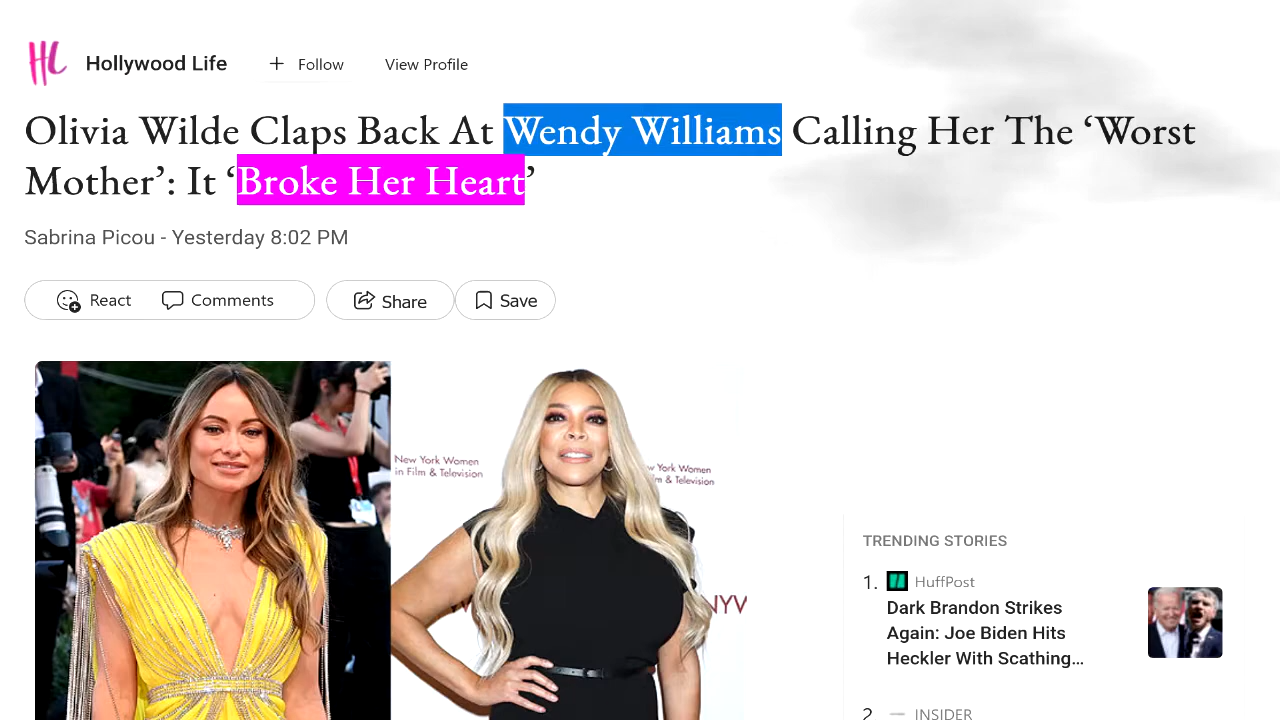 HL Hollywood Life + Follow View Profile
Olivia Wilde Claps Back At Wendy Williams Calling Her The ‘Worst
Mother’: It ‘Broke Her Heart’
Sabrina Picou - Yesterday 8:02 PM
React Comments Share Save
New York Women
in Film & Television
w York Women
m & Television
NYW
TRENDING STORIES
1. HuffPost
Dark Brandon Strikes
Again: Joe Biden Hits
Heckler With Scathing...
2 INSIDER